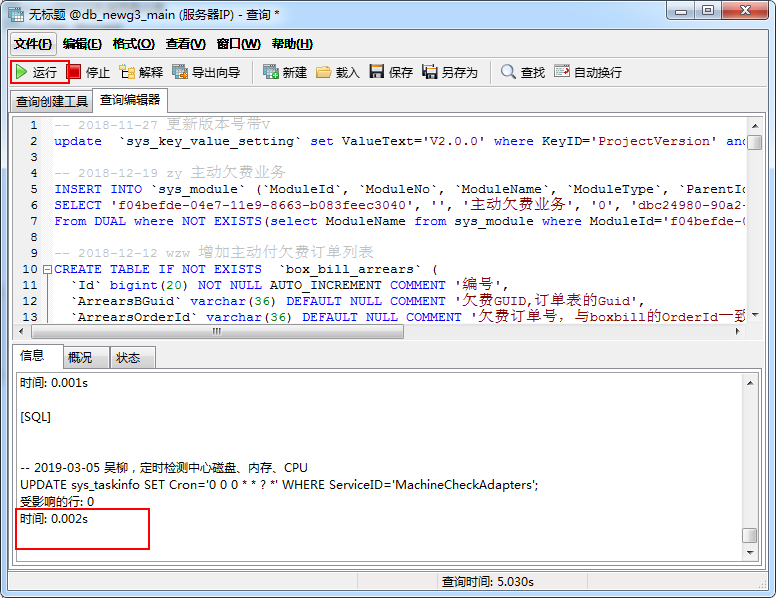 无标题 @db_newg3_main (服务器IP) - 查询 *
文件(F) 编辑(E) 格式(O) 查看(V) 窗口(W) 帮助(H)
运行 停止 解释 导出向导 新建 载入 保存 另存为 查找 自动换行
查询创建工具 查询编辑器
1 -- 2018-11-27 更新版本号带V
2 update `sys_key_value_setting` set ValueText='V2.0.0' where KeyID='ProjectVersion' and
3
4 -- 2018-12-19 zy 主动欠费业务
5 INSERT INTO `sys_module` (`ModuleId`, `ModuleNo`, `ModuleName`, `ModuleType`, `ParentId
6 SELECT 'f04befde-04e7-11e9-8663-b083feec3040', '', '主动欠费业务', '0', 'dbc24980-90a2-
7 From DUAL where NOT EXISTS(select ModuleName from sys_module where ModuleId='f04befde-0
8
9 -- 2018-12-12 wzw 增加主动付欠费订单列表
10 CREATE TABLE IF NOT EXISTS `box_bill_arrears` (
11 `Id` bigint(20) NOT NULL AUTO_INCREMENT COMMENT '编号',
12 `ArrearsBGuid` varchar(36) DEFAULT NULL COMMENT '欠费GUID,订单表的Guid',
13 `ArrearsOrderId` varchar(36) DEFAULT NULL COMMENT '欠费订单号，与boxbill的OrderId一致
信息 概况 状态
时间: 0.001s
[SQL]
-- 2019-03-05 吴柳，定时检测中心磁盘、内存、CPU
UPDATE sys_taskinfo SET Cron='0 0 0 * * ? *' WHERE ServiceID='MachineCheckAdapters';
受影响的行: 0
时间: 0.002s
查询时间: 5.030s